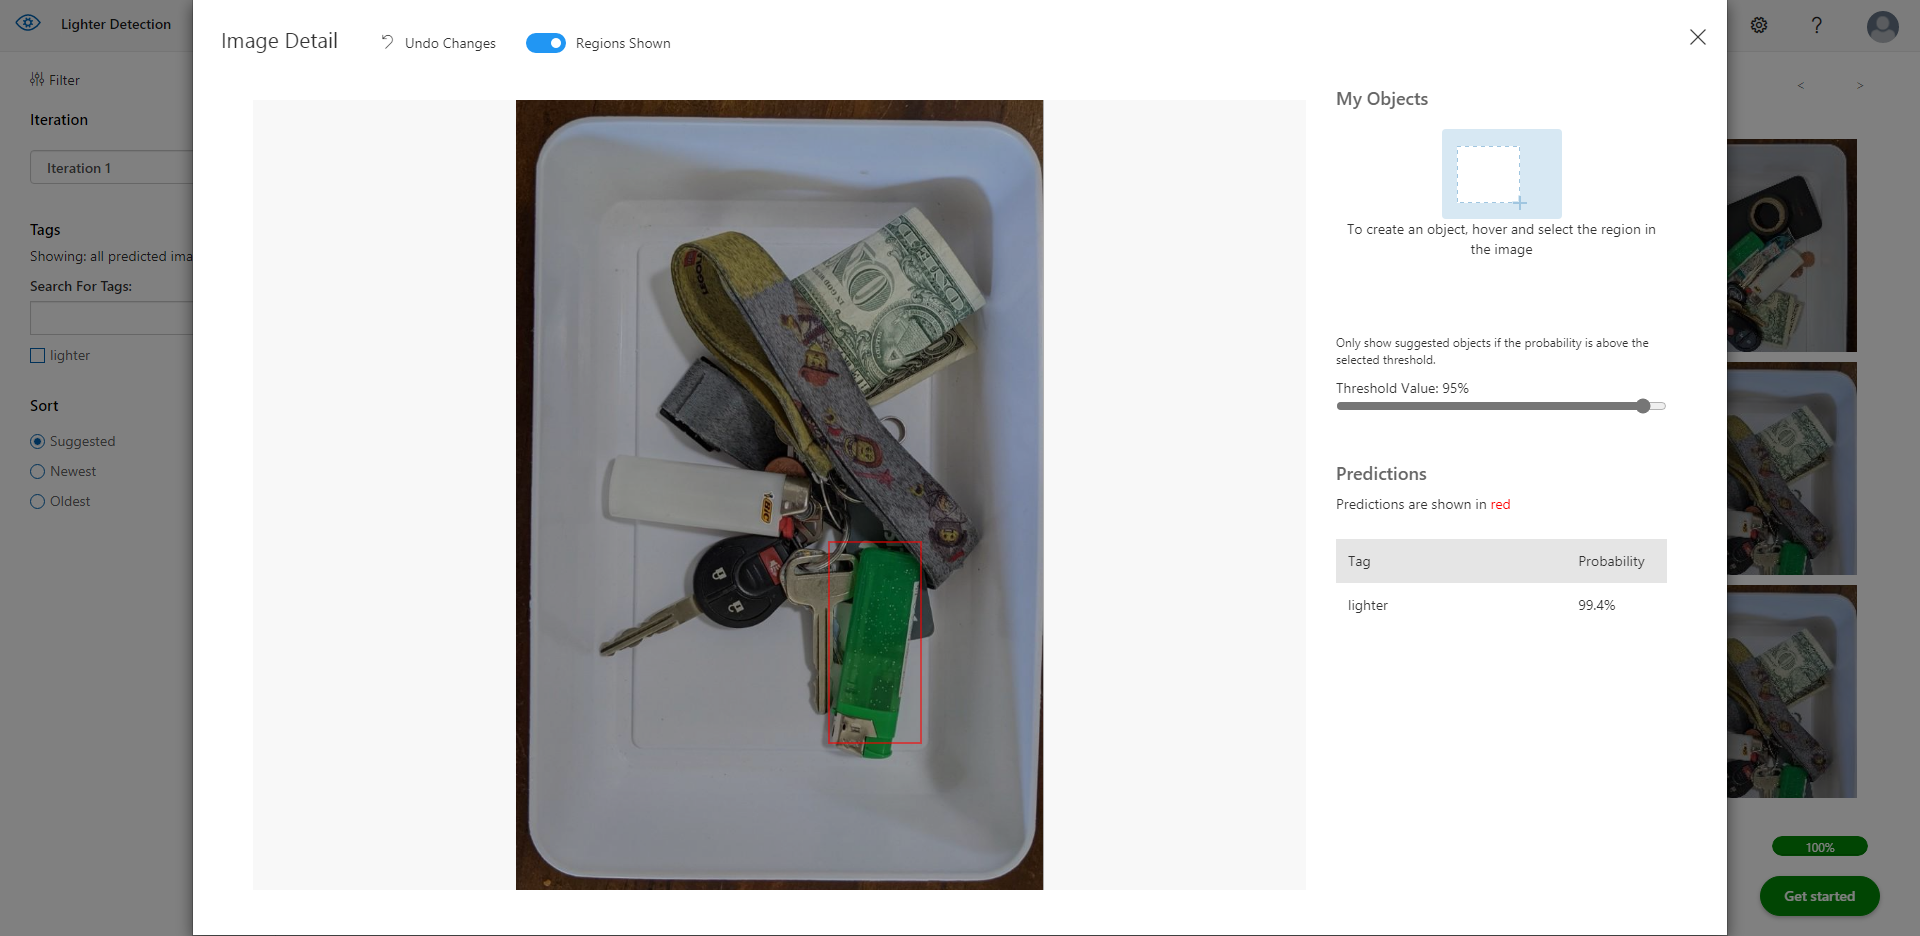 Lighter Detection
Image Detail
Undo Changes
Regions Shown
Filter
Iteration
Iteration 1
Tags
Showing: all predicted ima
Search For Tags:
lighter
Sort
Suggested
Newest
Oldest
BIC
My Objects
To create an object, hover and select the region in
the image
Only show suggested objects if the probability is above the
selected threshold.
Threshold Value: 95%
Predictions
Predictions are shown in red
Tag Probability
lighter 99.4%
?
<
>
100%
Get started